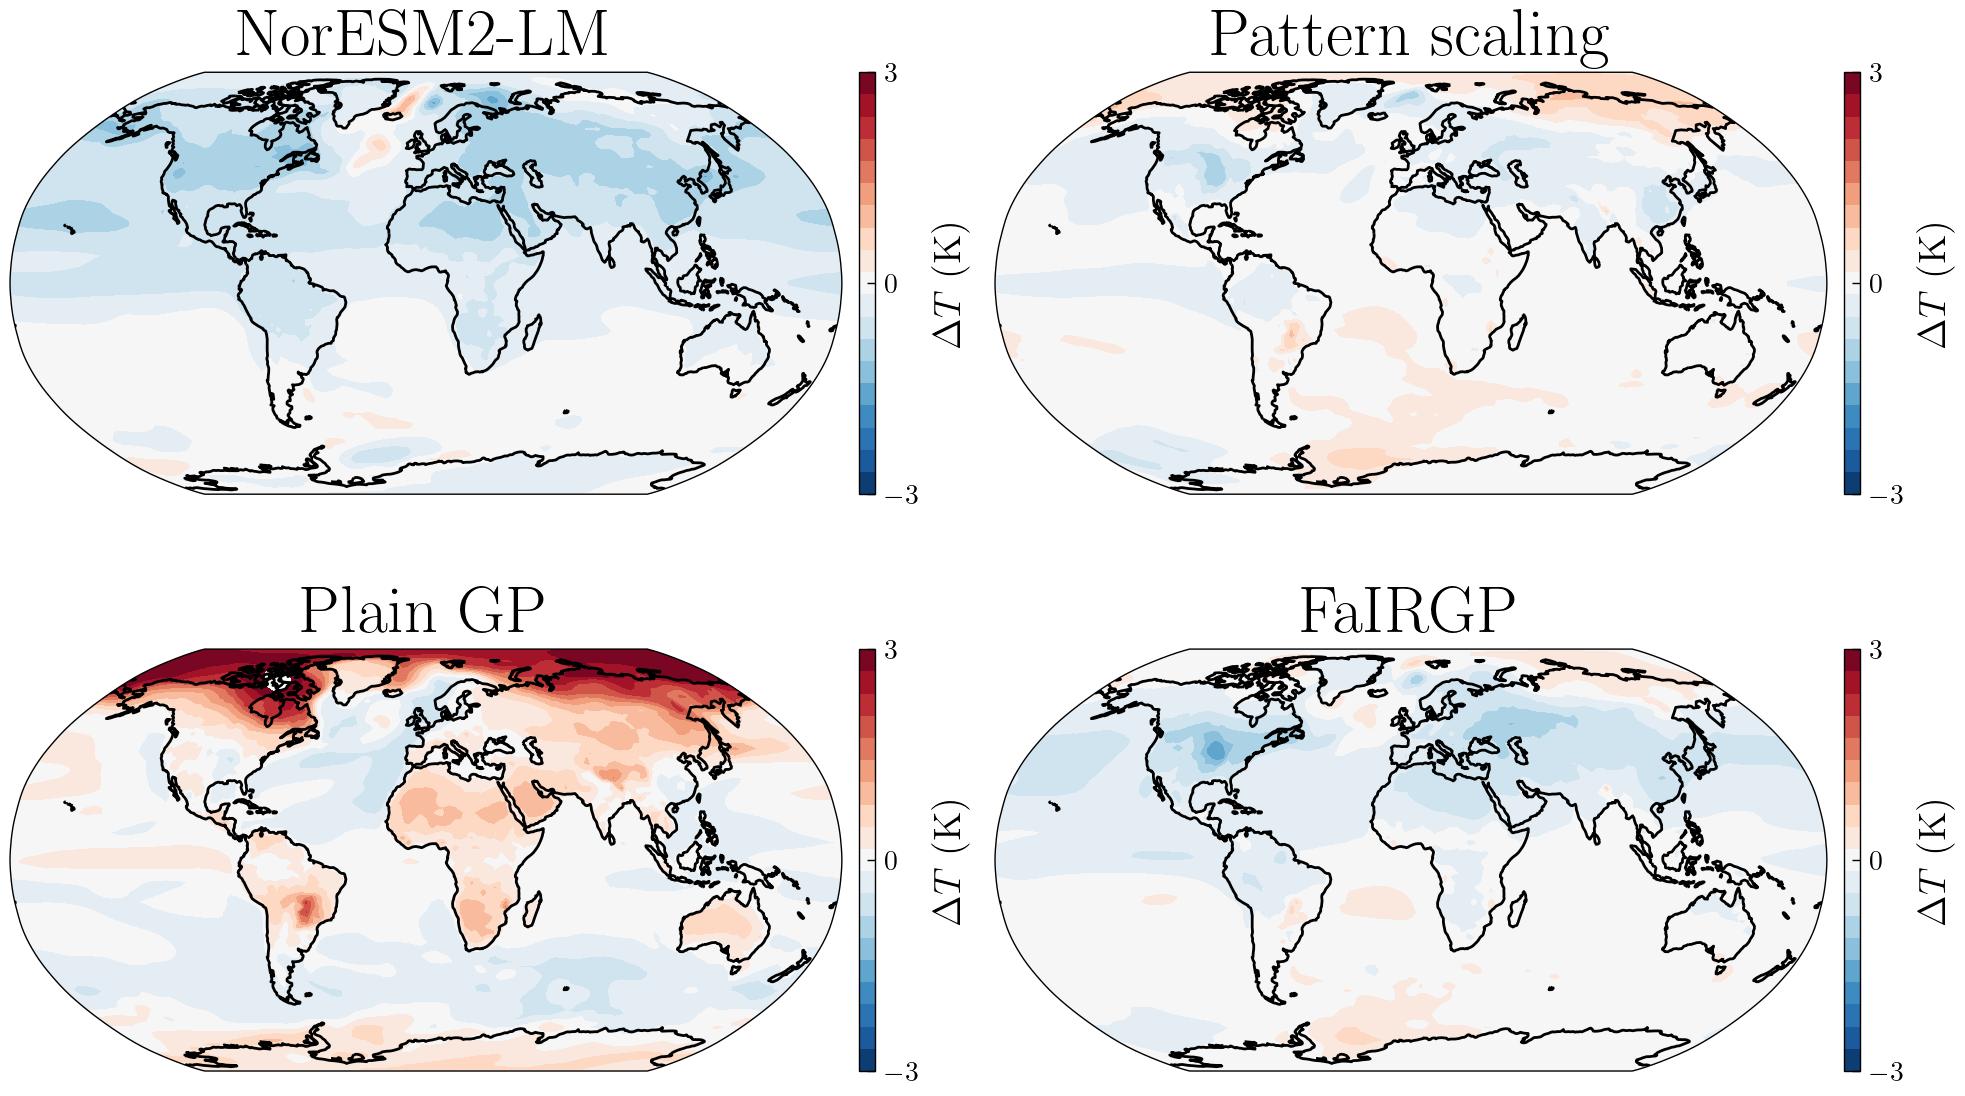 NorESM2-LM
3
0
−3
ΔT (K)
Pattern scaling
3
0
−3
ΔT (K)
Plain GP
3
0
−3
ΔT (K)
FaIRGP
3
0
−3
ΔT (K)